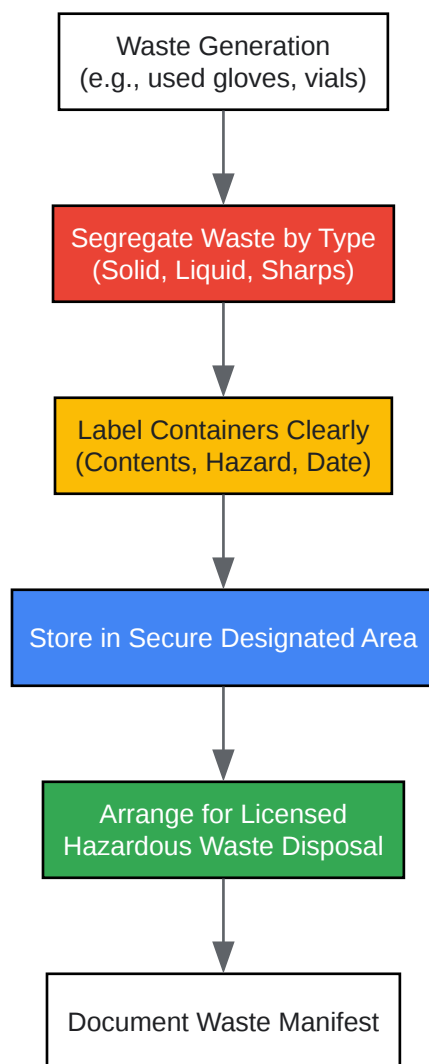 Waste Generation
(e.g., used gloves, vials)
Segregate Waste by Type
(Solid, Liquid, Sharps)
Label Containers Clearly
(Contents, Hazard, Date)
Store in Secure Designated Area
Arrange for Licensed
Hazardous Waste Disposal
Document Waste Manifest